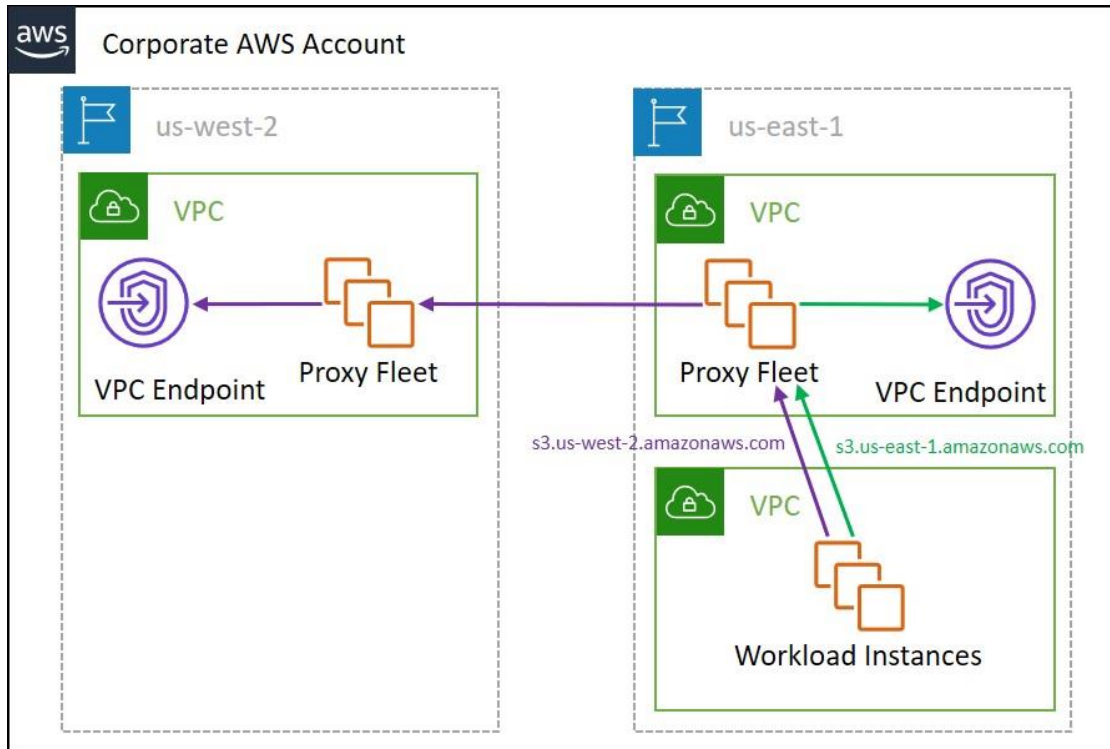 aws
Corporate AWS Account
us-west-2
us-east-1
VPC
VPC
VPC Endpoint
Proxy Fleet
Proxy Fleet
VPC Endpoint
s3.us-west-2.amazonaws.com
s3.us-east-1.amazonaws.com
VPC
Workload Instances